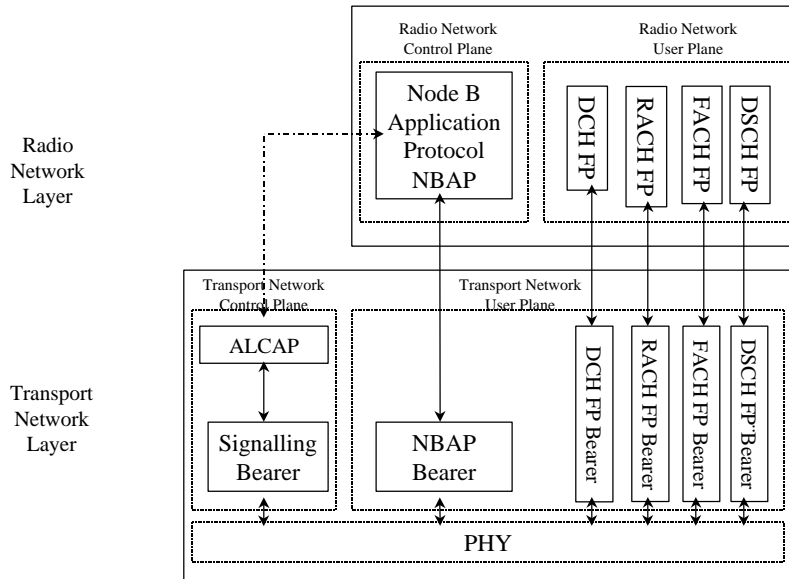 Radio Network
Control Plane
Radio Network
User Plane
Node B
Application
Protocol
NBAP
DCH FP
RACH FP
FACH FP
DSCH FP
Radio
Network
Layer
Transport Network
Control Plane
Transport Network
User Plane
ALCAP
Signalling
Bearer
NBAP
Bearer
DCH FP Bearer
RACH FP Bearer
FACH FP Bearer
DSCH FP¨Bearer
Transport
Network
Layer
PHY